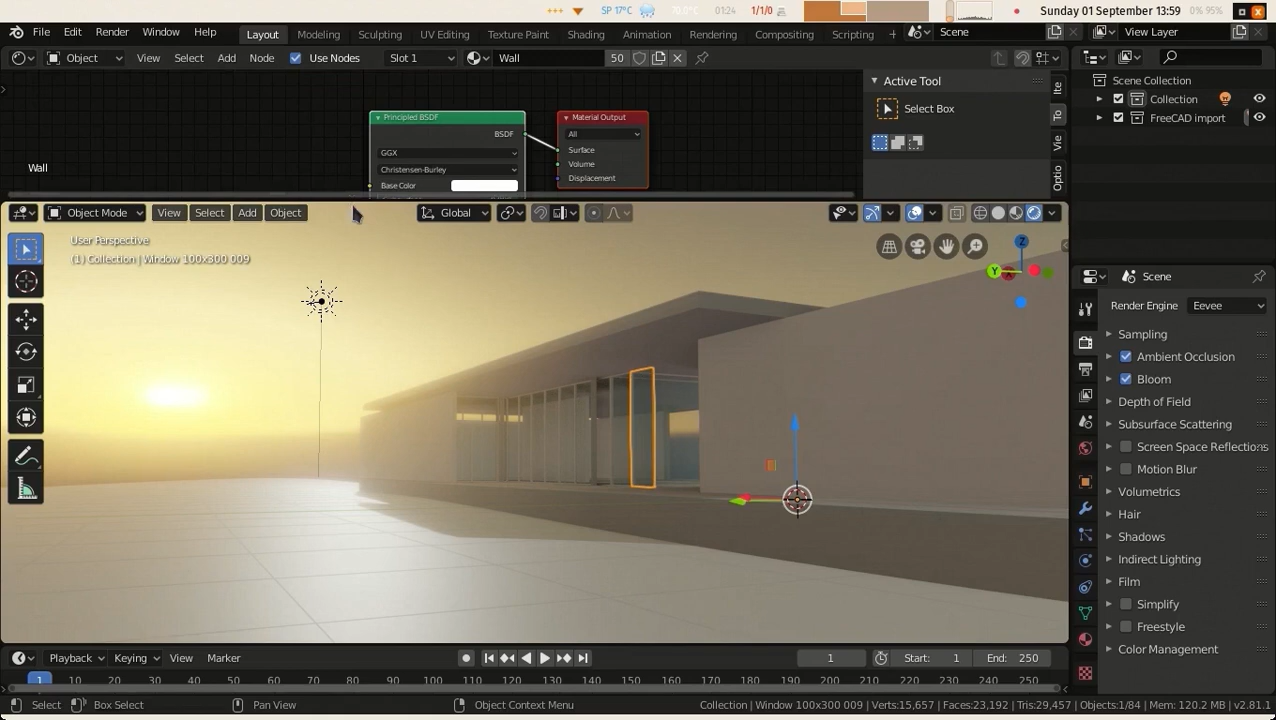 SP 17°C 70.0°C 01:24 1/1/0 Sunday 01 September 13:59 0% 95%
File Edit Render Window Help Layout Modeling Sculpting UV Editing Texture Paint Shading Animation Rendering Compositing Scripting + Scene View Layer
Object View Select Add Node Use Nodes Slot 1 Wall 50
Active Tool
Select Box
Ite
To
Vie
Optio
Scene Collection
Collection
FreeCAD import
Principled BSDF
BSDF
GGX
Christensen-Burley
Base Color
Material Output
All
Surface
Volume
Displacement
Wall
Object Mode View Select Add Object Global
User Perspective
(1) Collection | Window 100x300 009
Z
Y
X
Scene
Render Engine Eevee
Sampling
Ambient Occlusion
Bloom
Depth of Field
Subsurface Scattering
Screen Space Reflections
Motion Blur
Volumetrics
Hair
Shadows
Indirect Lighting
Film
Simplify
Freestyle
Color Management
Playback Keying View Marker 1 Start: 1 End: 250
1 10 20 30 40 50 60 70 80 90 100 110 120 130 140 150 160 170 180 190 200 210 220 230 240 250
Select Box Select Pan View Object Context Menu Collection | Window 100x300 009 | Verts:15,657 | Faces:23,192 | Tris:29,457 | Objects:1/84 | Mem: 120.2 MB | v2.81.1